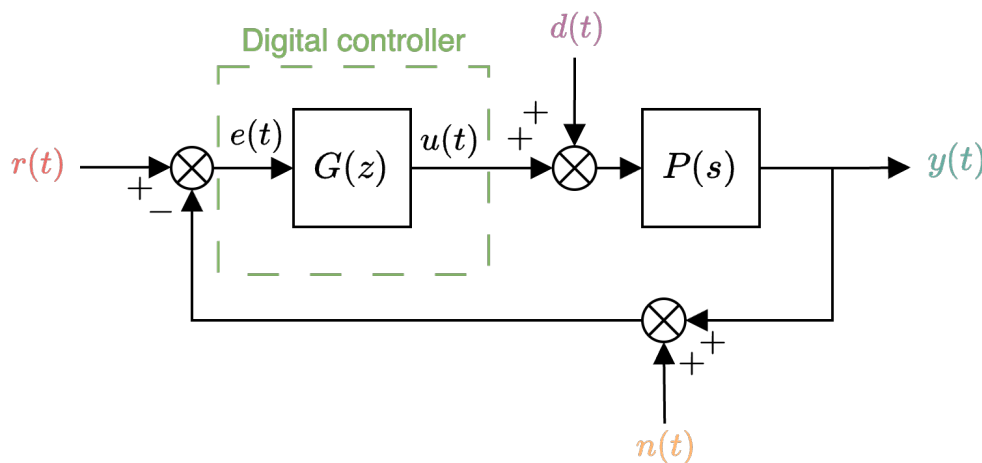 Digital controller
d(t)
r(t)
+
−
e(t)
G(z)
u(t)
+
+
P(s)
y(t)
+
+
n(t)